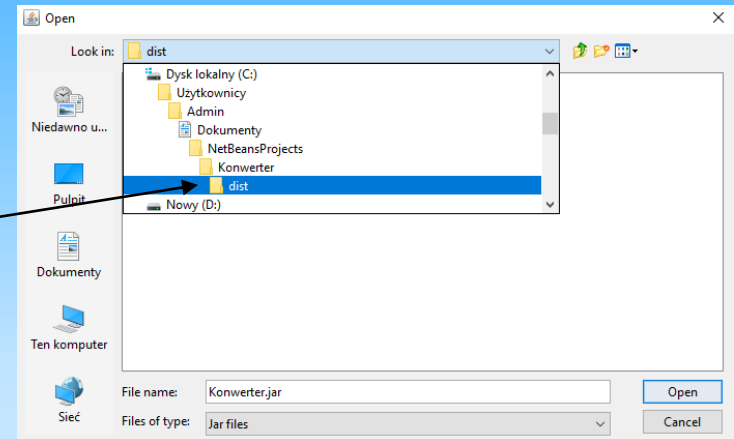 Open
Look in:
dist
Dysk lokalny (C:)
Użytkownicy
Admin
Dokumenty
NetBeansProjects
Konwerter
dist
Nowy (D:)
Niedawno u...
Pulpit
Dokumenty
Ten komputer
Sieć
File name:
Konwerter.jar
Open
Files of type:
Jar files
Cancel